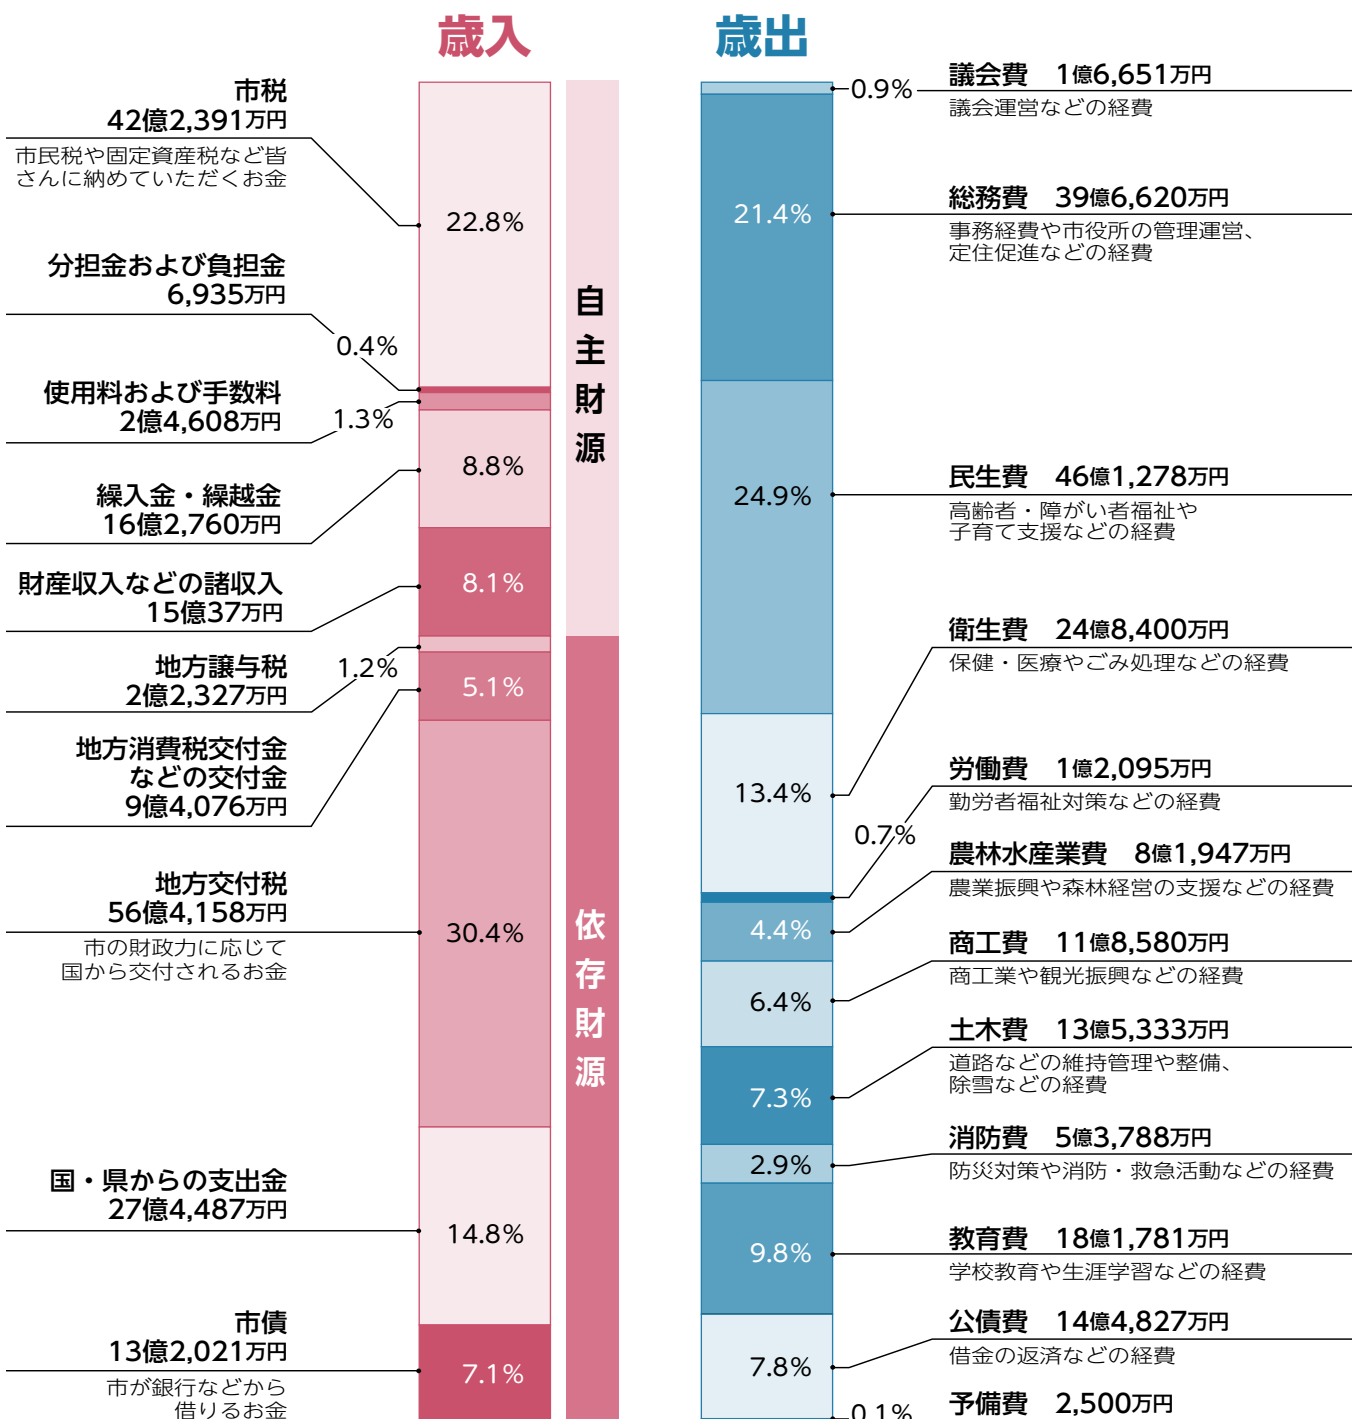 歳入
市税
42億2,391万円
市民税や固定資産税など皆
さんに納めていただくお金
22.8%
分担金および負担金
6,935万円
0.4%
使用料および手数料
2億4,608万円
1.3%
繰入金・繰越金
16億2,760万円
8.8%
財産収入などの諸収入
15億37万円
8.1%
自主財源
地方譲与税
2億2,327万円
1.2%
地方消費税交付金
などの交付金
9億4,076万円
5.1%
地方交付税
56億4,158万円
市の財政力に応じて
国から交付されるお金
30.4%
国・県からの支出金
27億4,487万円
14.8%
市債
13億2,021万円
市が銀行などから
借りるお金
7.1%
依存財源
歳出
0.9%
議会費 1億6,651万円
議会運営などの経費
21.4%
総務費 39億6,620万円
事務経費や市役所の管理運営、
定住促進などの経費
24.9%
民生費 46億1,278万円
高齢者・障がい者福祉や
子育て支援などの経費
13.4%
衛生費 24億8,400万円
保健・医療やごみ処理などの経費
0.7%
労働費 1億2,095万円
勤労者福祉対策などの経費
4.4%
農林水産業費 8億1,947万円
農業振興や森林経営の支援などの経費
6.4%
商工費 11億8,580万円
商工業や観光振興などの経費
7.3%
土木費 13億5,333万円
道路などの維持管理や整備、
除雪などの経費
2.9%
消防費 5億3,788万円
防災対策や消防・救急活動などの経費
9.8%
教育費 18億1,781万円
学校教育や生涯学習などの経費
7.8%
公債費 14億4,827万円
借金の返済などの経費
0.1%
予備費 2,500万円